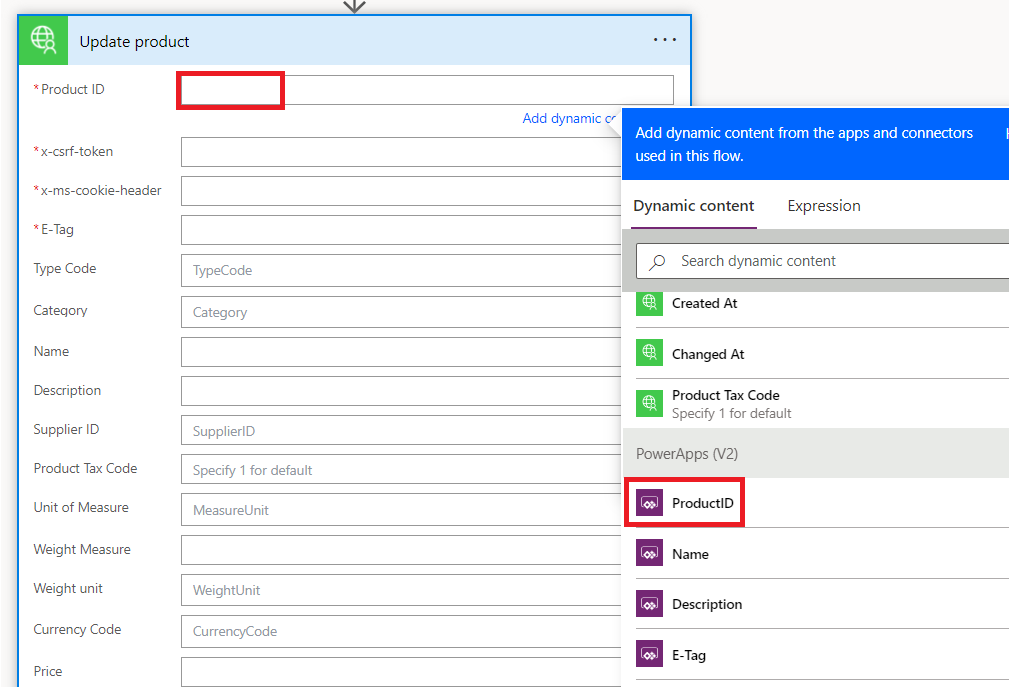 Update product
*Product ID
Add dynamic co
*x-csrf-token
*x-ms-cookie-header
*E-Tag
Type Code
TypeCode
Category
Category
Name
Description
Supplier ID
SupplierID
Product Tax Code
Specify 1 for default
Unit of Measure
MeasureUnit
Weight Measure
Weight unit
WeightUnit
Currency Code
CurrencyCode
Price
Add dynamic content from the apps and connectors
used in this flow.
Dynamic content
Expression
Search dynamic content
Created At
Changed At
Product Tax Code
Specify 1 for default
PowerApps (V2)
ProductID
Name
Description
E-Tag